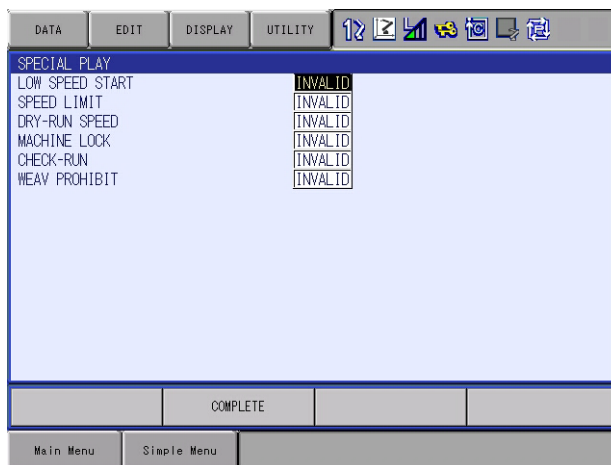 DATA EDIT DISPLAY UTILITY 12
SPECIAL PLAY
LOW SPEED START INVALID
SPEED LIMIT INVALID
DRY-RUN SPEED INVALID
MACHINE LOCK INVALID
CHECK-RUN INVALID
WEAV PROHIBIT INVALID
COMPLETE
Main Menu Simple Menu